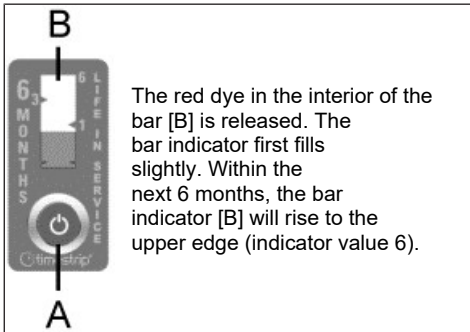 B
6
3
1
6 MONTHS
LIFE IN SERVICE
timestrip®
A
The red dye in the interior of the
bar [B] is released. The
bar indicator first fills
slightly. Within the
next 6 months, the bar
indicator [B] will rise to the
upper edge (indicator value 6).